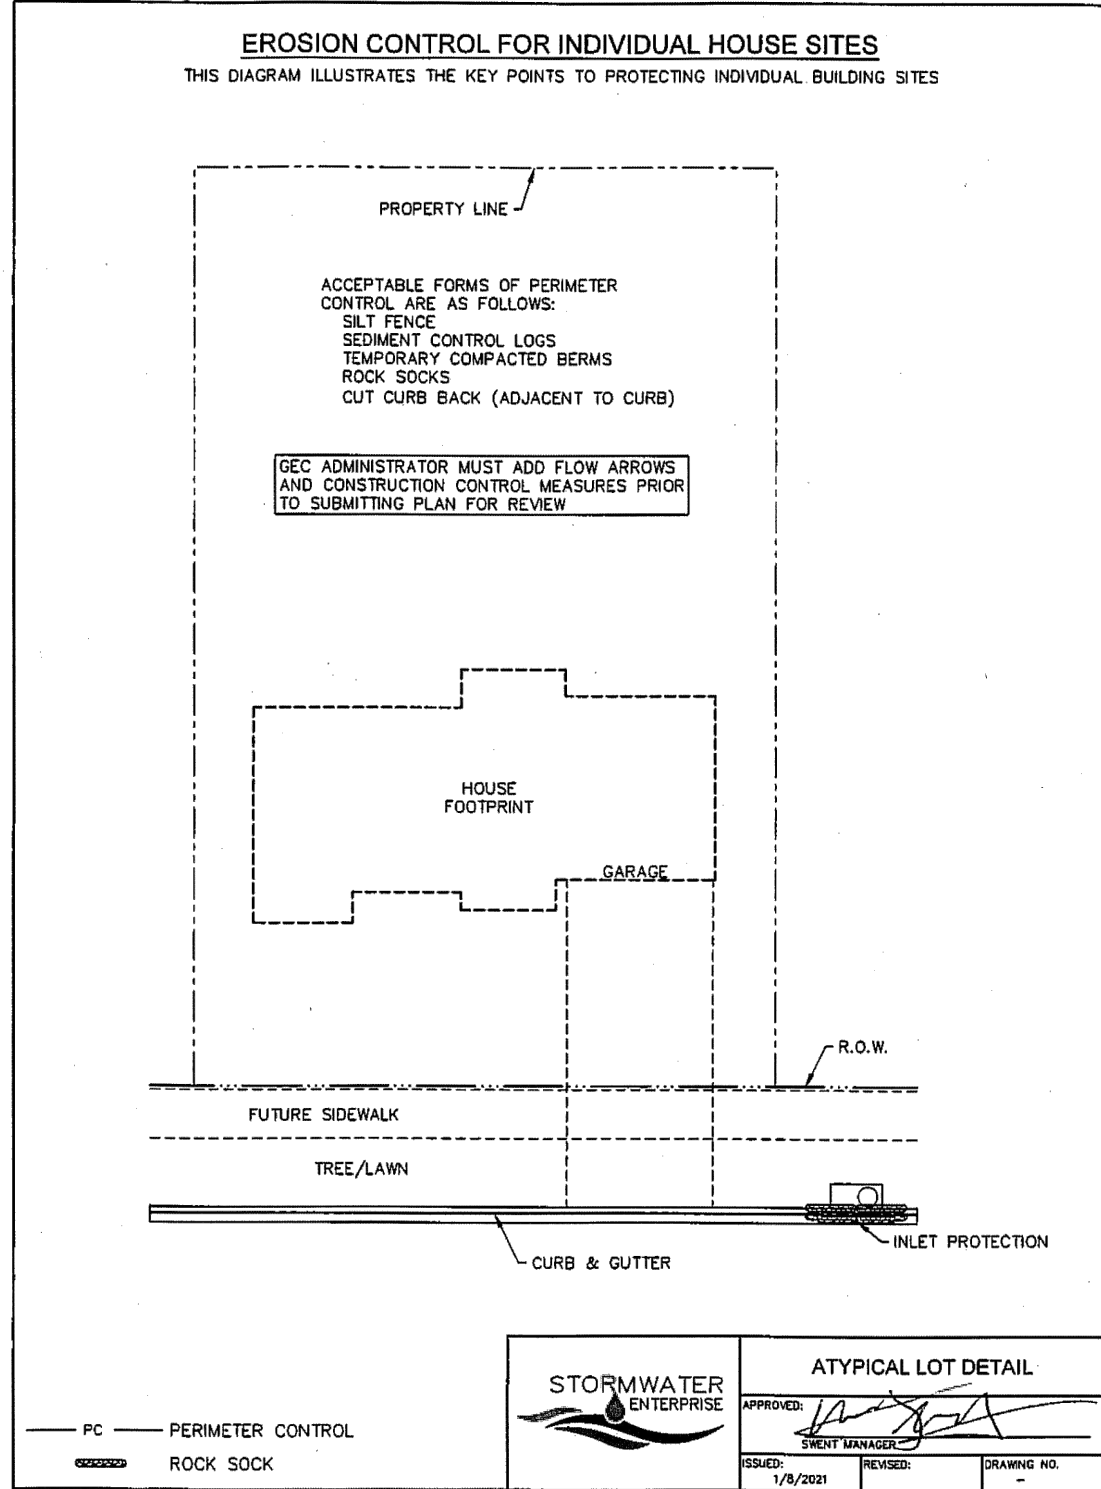 EROSION CONTROL FOR INDIVIDUAL HOUSE SITES
THIS DIAGRAM ILLUSTRATES THE KEY POINTS TO PROTECTING INDIVIDUAL BUILDING SITES
PROPERTY LINE
ACCEPTABLE FORMS OF PERIMETER
CONTROL ARE AS FOLLOWS:
SILT FENCE
SEDIMENT CONTROL LOGS
TEMPORARY COMPACTED BERMS
ROCK SOCKS
CUT CURB BACK (ADJACENT TO CURB)
GEC ADMINISTRATOR MUST ADD FLOW ARROWS
AND CONSTRUCTION CONTROL MEASURES PRIOR
TO SUBMITTING PLAN FOR REVIEW
HOUSE
FOOTPRINT
GARAGE
R.O.W.
FUTURE SIDEWALK
TREE/LAWN
INLET PROTECTION
CURB & GUTTER
PC PERIMETER CONTROL
ROCK SOCK
STORMWATER
ENTERPRISE
ATYPICAL LOT DETAIL
APPROVED:
SWENT MANAGER
ISSUED:
1/8/2021
REVISED:
DRAWING NO.
–